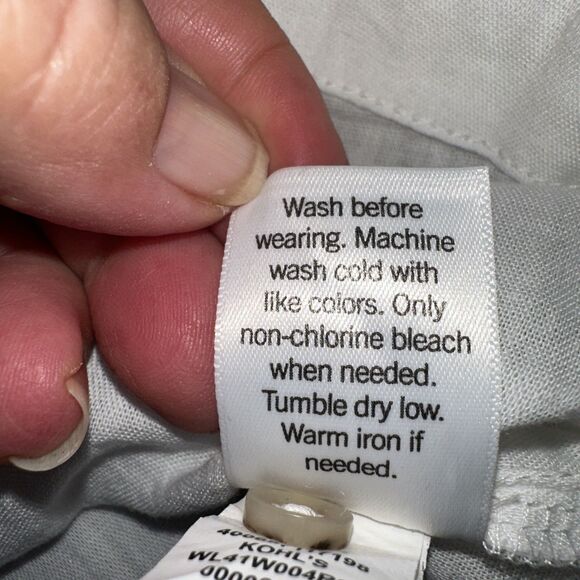 Wash before
wearing. Machine
wash cold with
like colors. Only
non-chlorine bleach
when needed.
Tumble dry low.
Warm iron if
needed.
KOHL'S